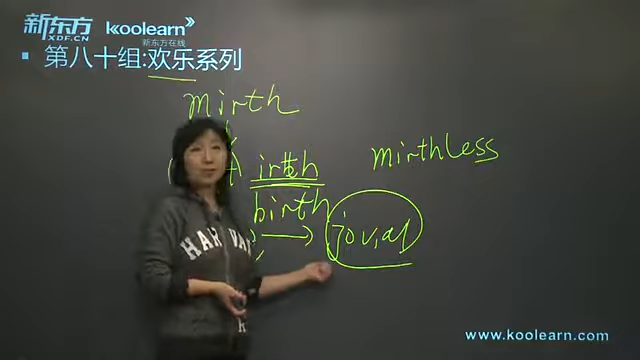 新东方 koolearn
XDF.CN 新东方在线
第八十组:欢乐系列
mirth
irth
mirthless
birth
jovial
HARVARD
www.koolearn.com